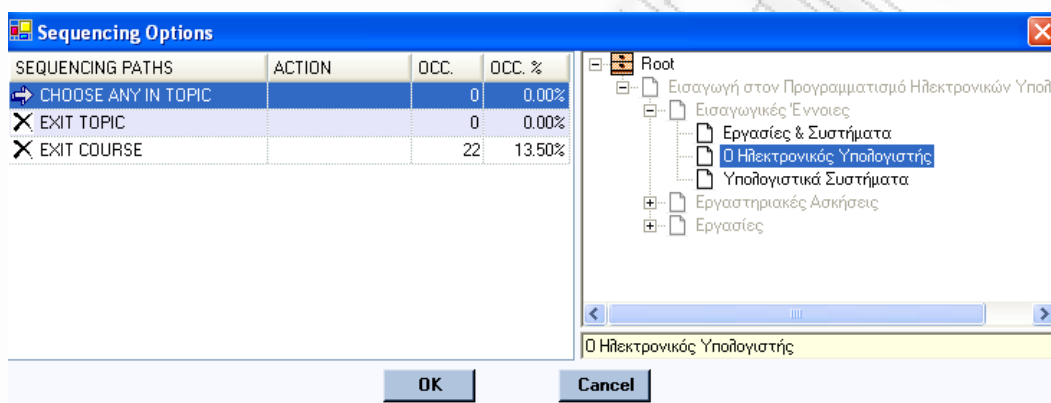 Sequencing Options
SEQUENCING PATHS ACTION OCC. OCC. %
CHOOSE ANY IN TOPIC 0 0.00%
EXIT TOPIC 0 0.00%
EXIT COURSE 22 13.50%
Root
Εισαγωγή στον Προγραμματισμό Ηλεκτρονικών Υπολ
Εισαγωγικές Έννοιες
Εργασίες & Συστήματα
Ο Ηλεκτρονικός Υπολογιστής
Υπολογιστικά Συστήματα
Εργαστηριακές Ασκήσεις
Εργασίες
Ο Ηλεκτρονικός Υπολογιστής
OK Cancel